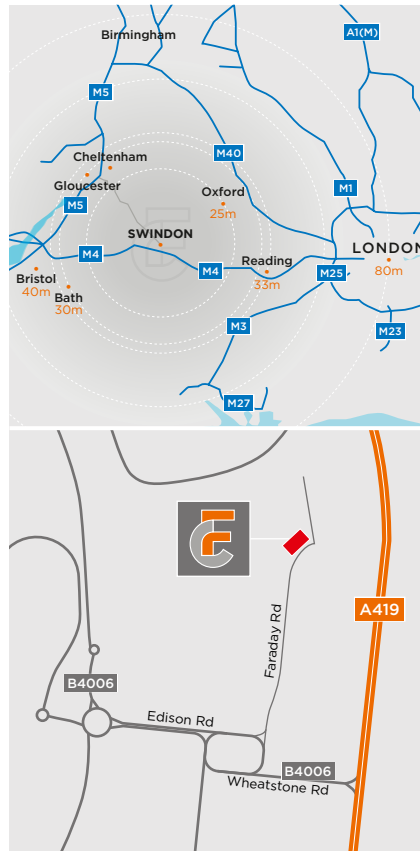 Birmingham
A1(M)
M5
M40
Cheltenham
Gloucester
M5
Oxford
25m
M1
SWINDON
M4
M4
Reading
33m
LONDON
80m
M25
Bristol
40m
Bath
30m
M3
M23
M27
A419
Faraday Rd
B4006
Edison Rd
B4006
Wheatstone Rd